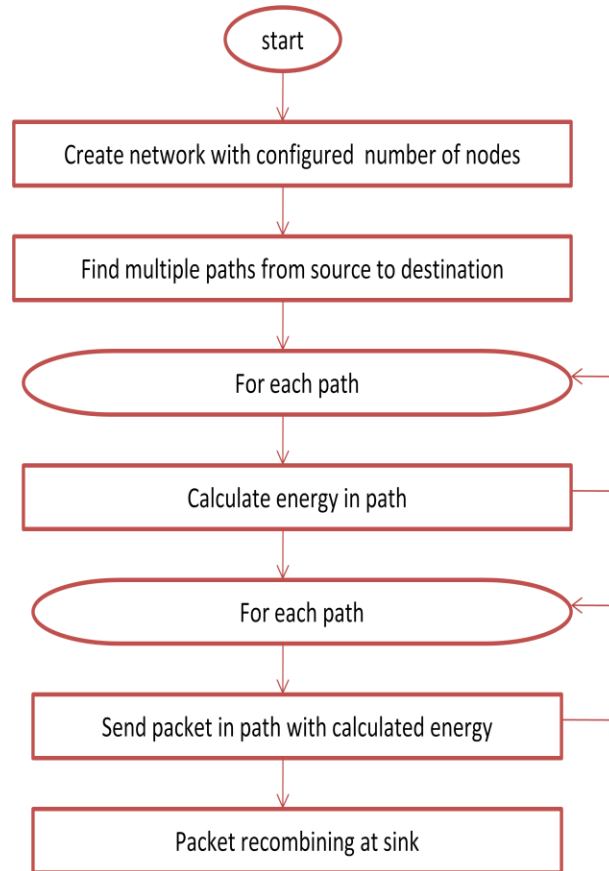 start
Create network with configured number of nodes
Find multiple paths from source to destination
For each path
Calculate energy in path
For each path
Send packet in path with calculated energy
Packet recombining at sink